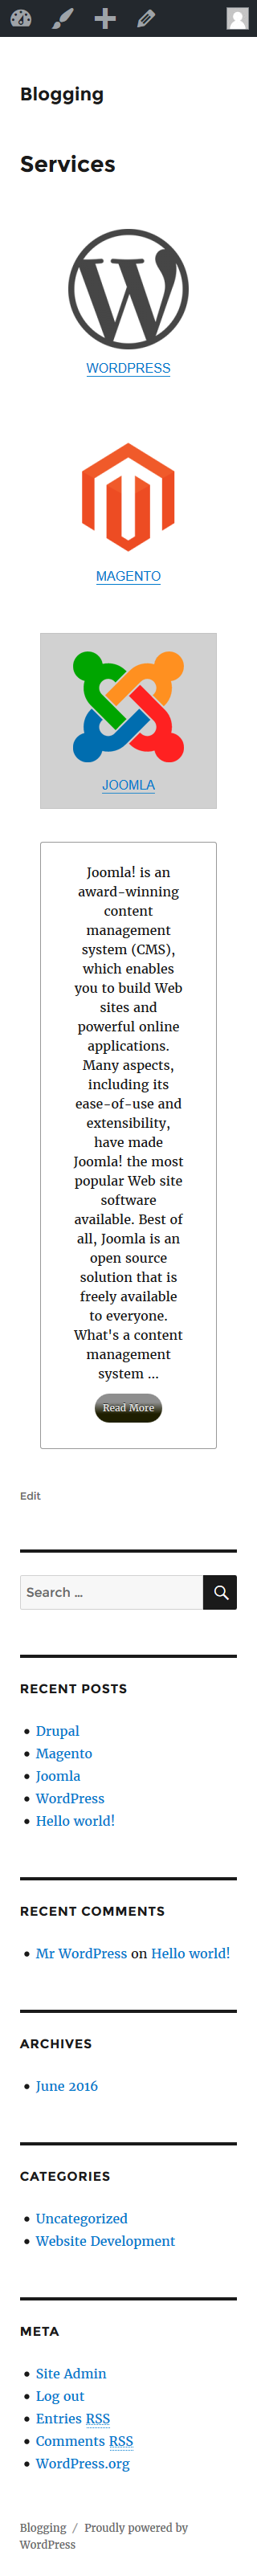 Blogging
Services
WORDPRESS
MAGENTO
JOOMLA
Joomla! is an
award-winning
content
management
system (CMS),
which enables
you to build Web
sites and
powerful online
applications.
Many aspects,
including its
ease-of-use and
extensibility,
have made
Joomla! the most
popular Web site
software
available. Best of
all, Joomla is an
open source
solution that is
freely available
to everyone.
What's a content
management
system ...
Read More
Edit
Search ...
RECENT POSTS
Drupal
Magento
Joomla
WordPress
Hello world!
RECENT COMMENTS
Mr WordPress on Hello world!
ARCHIVES
June 2016
CATEGORIES
Uncategorized
Website Development
META
Site Admin
Log out
Entries RSS
Comments RSS
WordPress.org
Blogging / Proudly powered by
WordPress